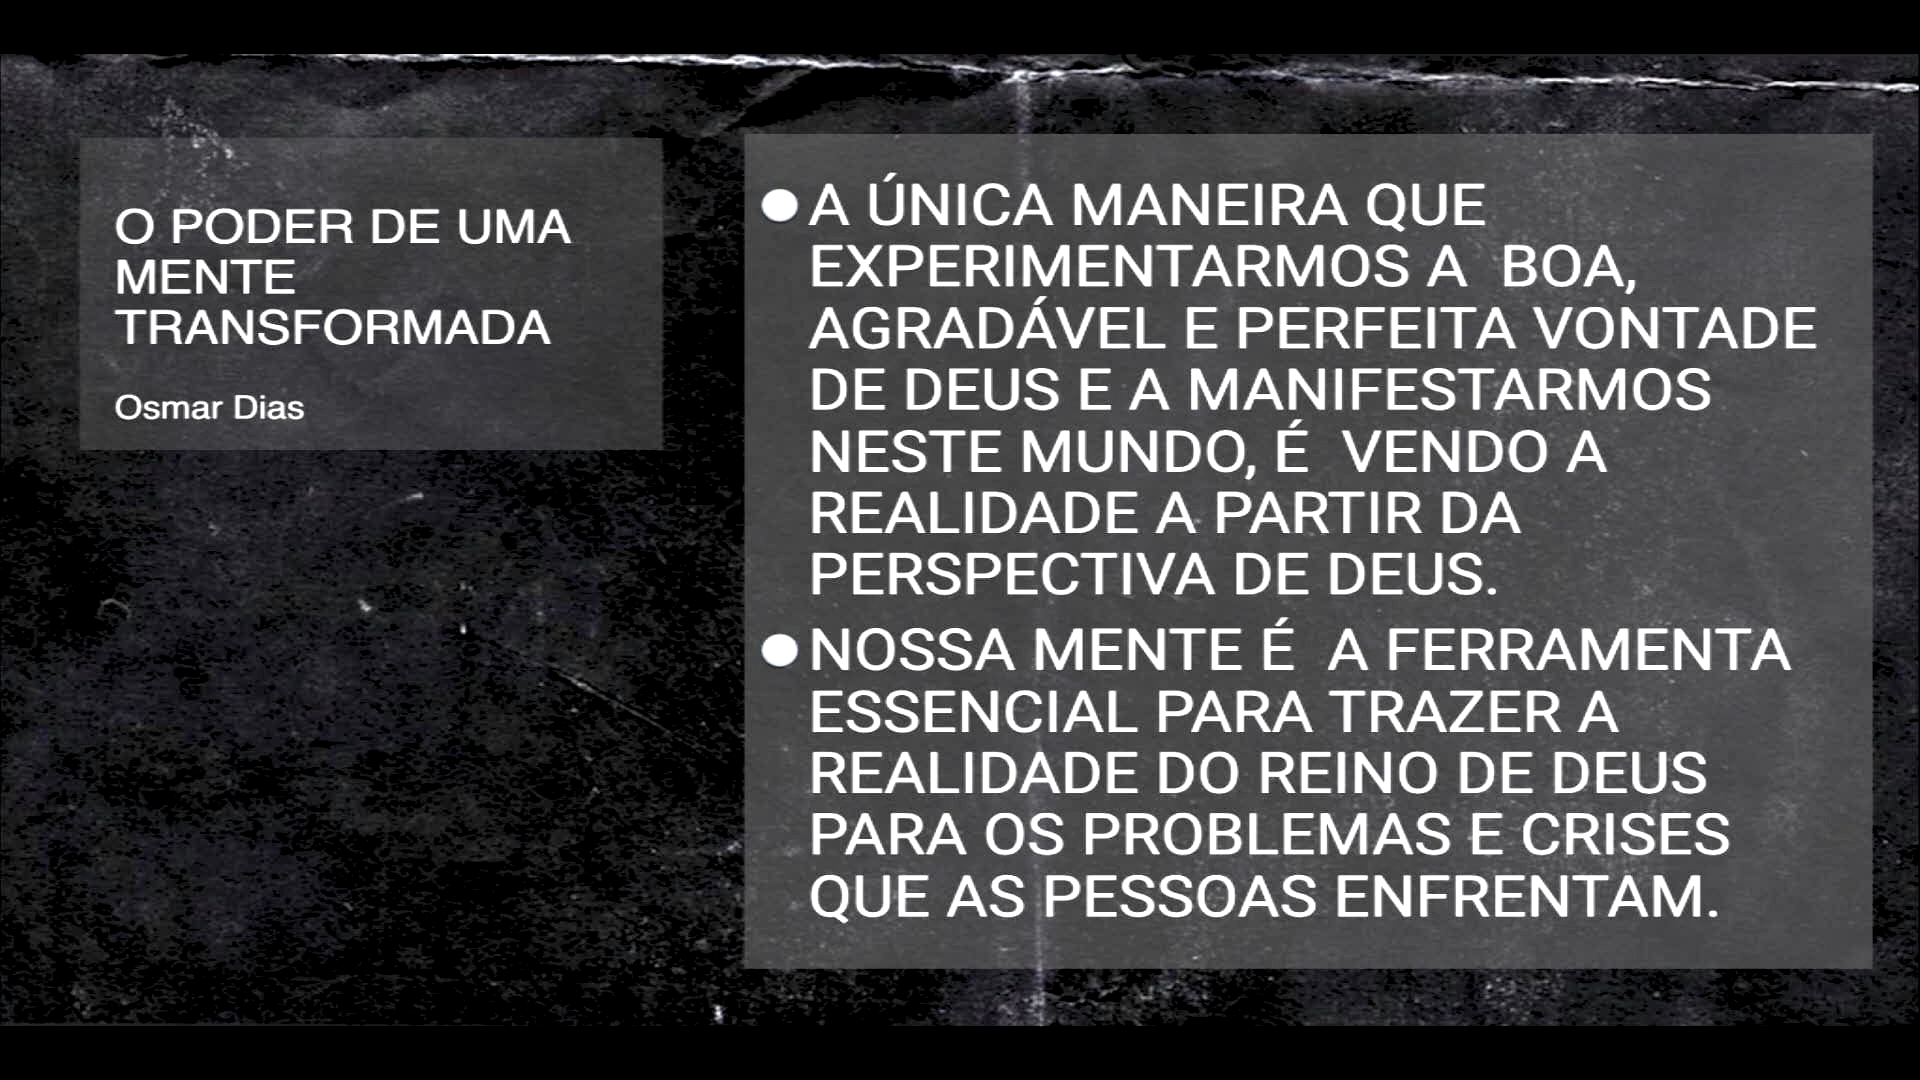 O PODER DE UMA
MENTE
TRANSFORMADA
Osmar Dias
● A ÚNICA MANEIRA QUE
EXPERIMENTARMOS A  BOA,
AGRADÁVEL E PERFEITA VONTADE
DE DEUS E A MANIFESTARMOS
NESTE MUNDO, É  VENDO A
REALIDADE A PARTIR DA
PERSPECTIVA DE DEUS.
● NOSSA MENTE É  A FERRAMENTA
ESSENCIAL PARA TRAZER A
REALIDADE DO REINO DE DEUS
PARA OS PROBLEMAS E CRISES
QUE AS PESSOAS ENFRENTAM.